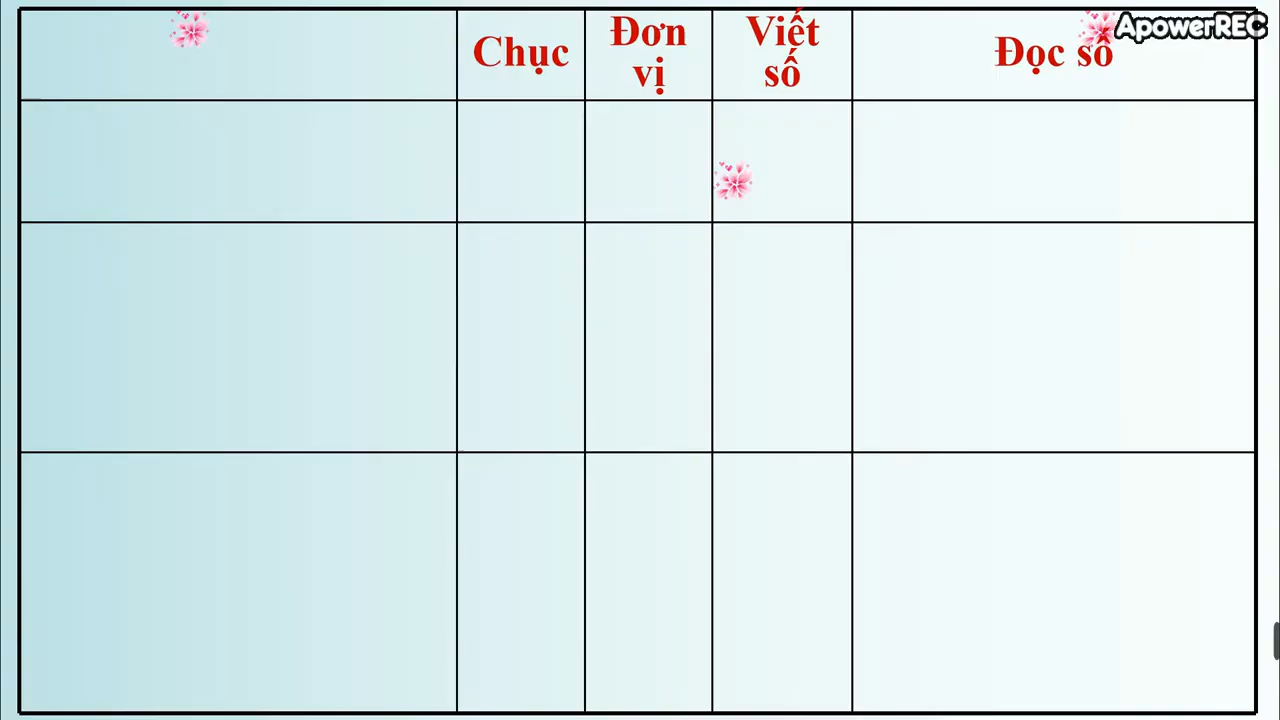 Chục
Đơn
vị
Viết
số
Đọc số
ApowerREC